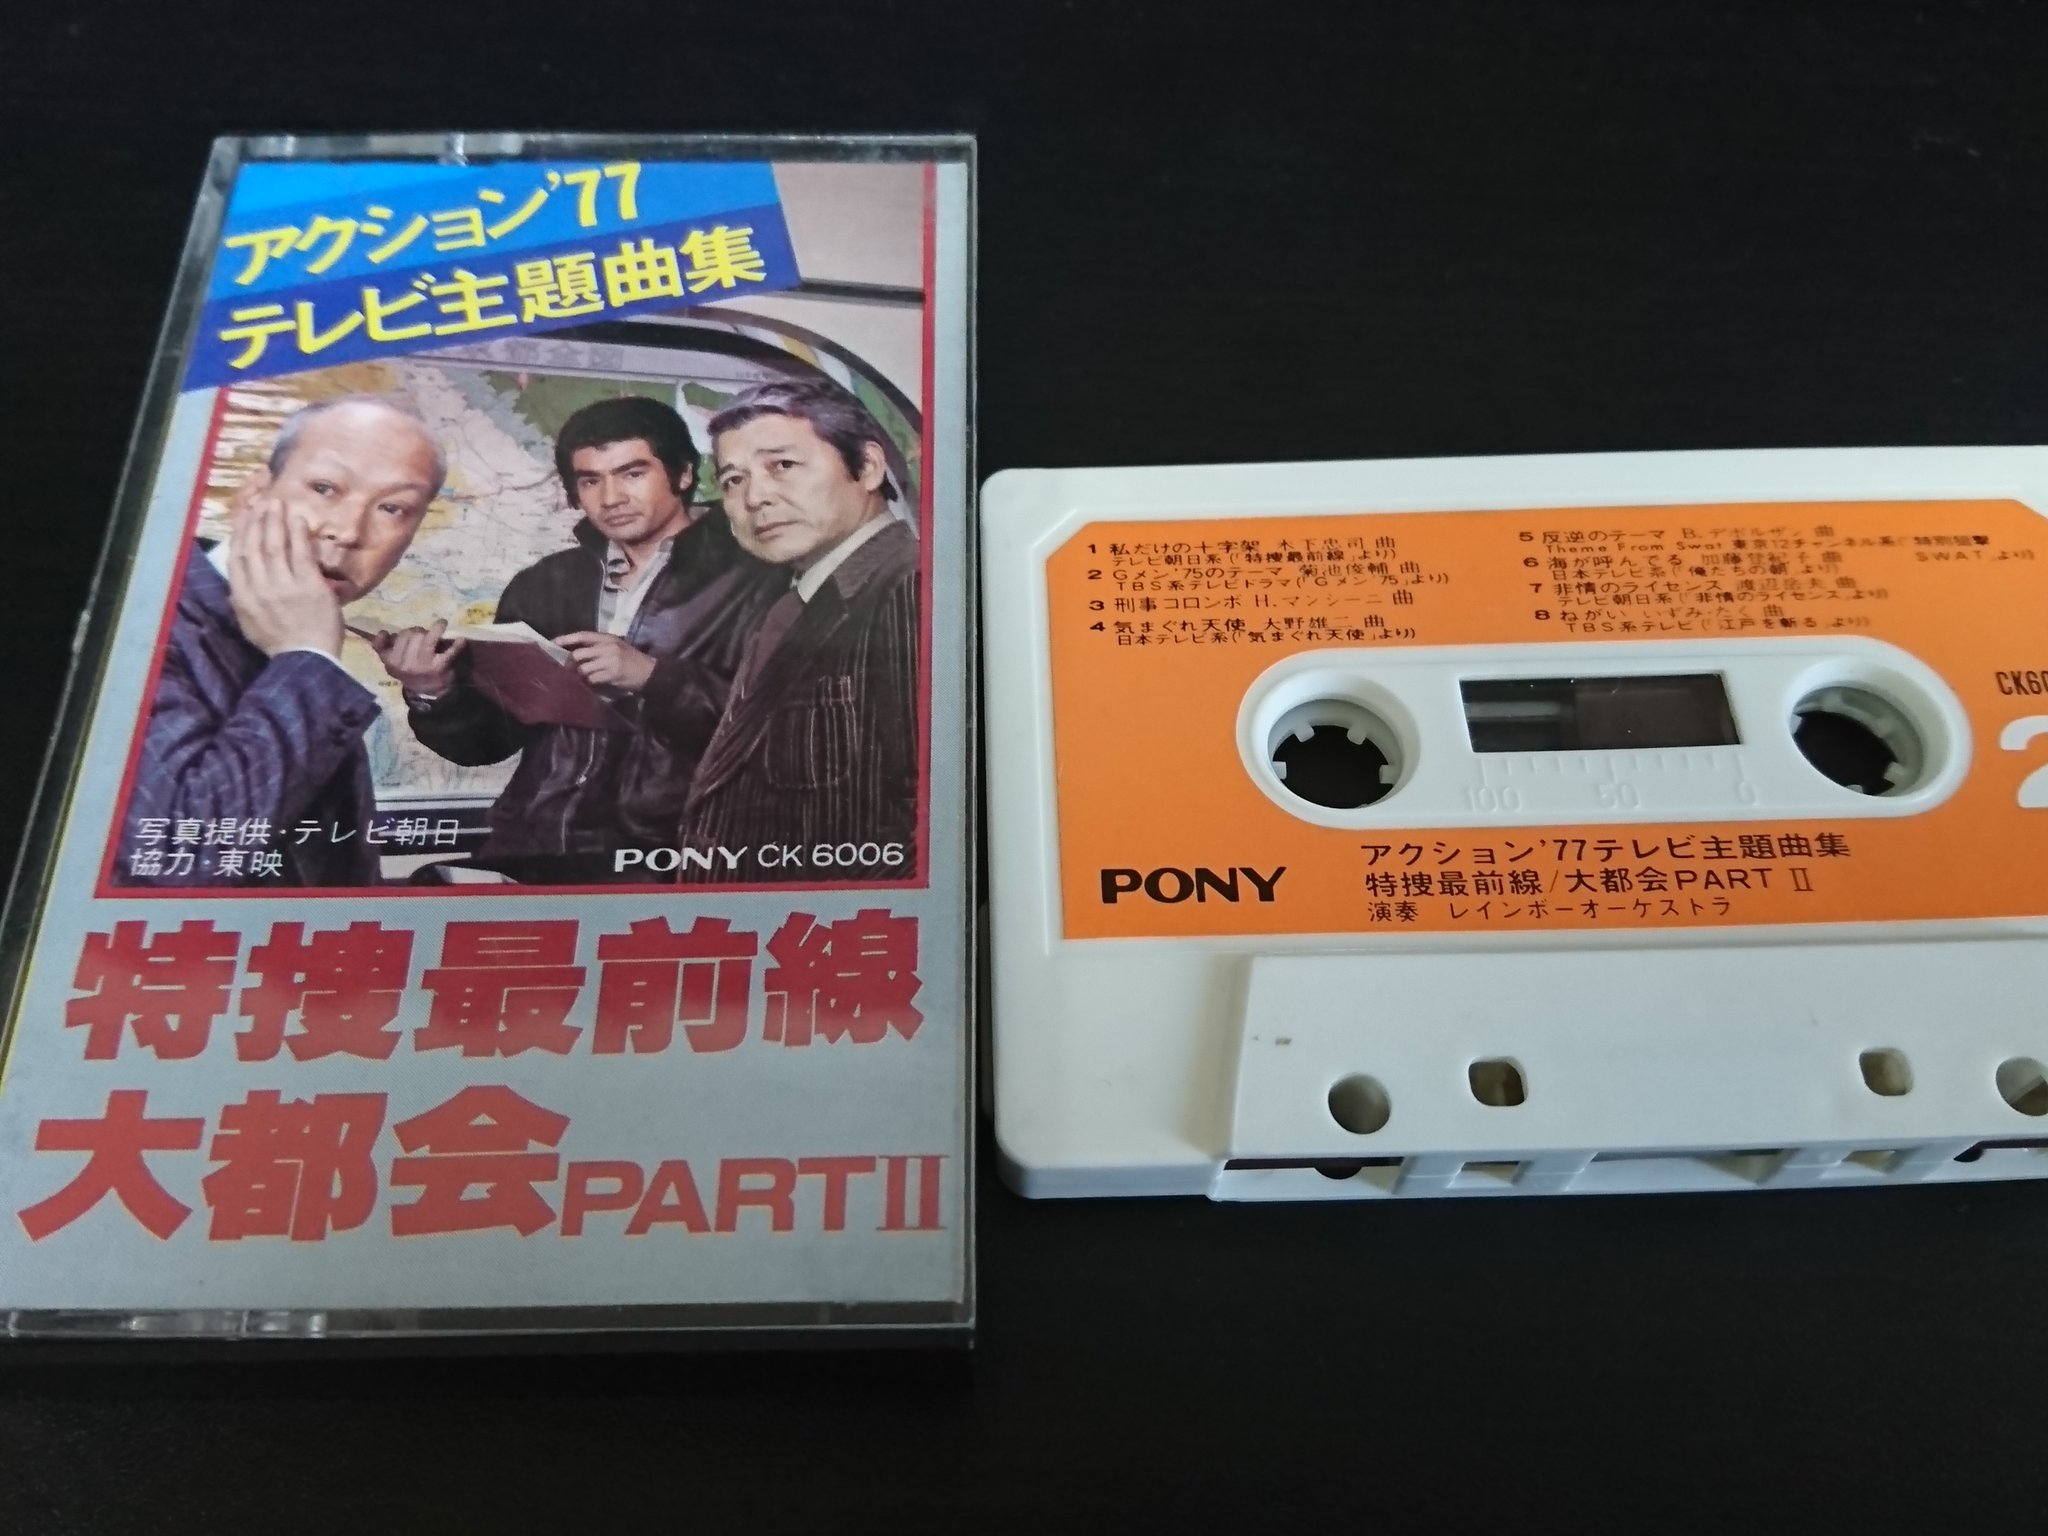 アクション'77
テレビ主題曲集
写真提供・テレビ朝日
協力・東映
PONY CK 6006
特捜最前線
大都会PARTII
1 私だけの十字架 木下忠司 曲
テレビ朝日系(「特捜最前線」より)
2 Gメン'75のテーマ 菊池俊輔 曲
TBS系テレビドラマ(「Gメン'75」より)
3 刑事コロンボ H.マンシーニ 曲
4 気まぐれ天使 大野雄二 曲
日本テレビ系(「気まぐれ天使」より)
5 反逆のテーマ B.デギルザン 曲
Theme From Swat 東京12チャンネル系(「特別狙撃
S.W.A.T.」より)
6 海が呼んでる 曲
日本テレビ系(「俺たちの朝」より)
7 非情のライセンス 渡辺岳夫 曲
テレビ朝日系(「非情のライセンス」より)
8 ねがい いずみ・たく 曲
TBS系テレビ(「江戸を斬る」より)
100 50 0
2
PONY
アクション'77テレビ主題曲集
特捜最前線/大都会PART II
演奏 レインボーオーケストラ